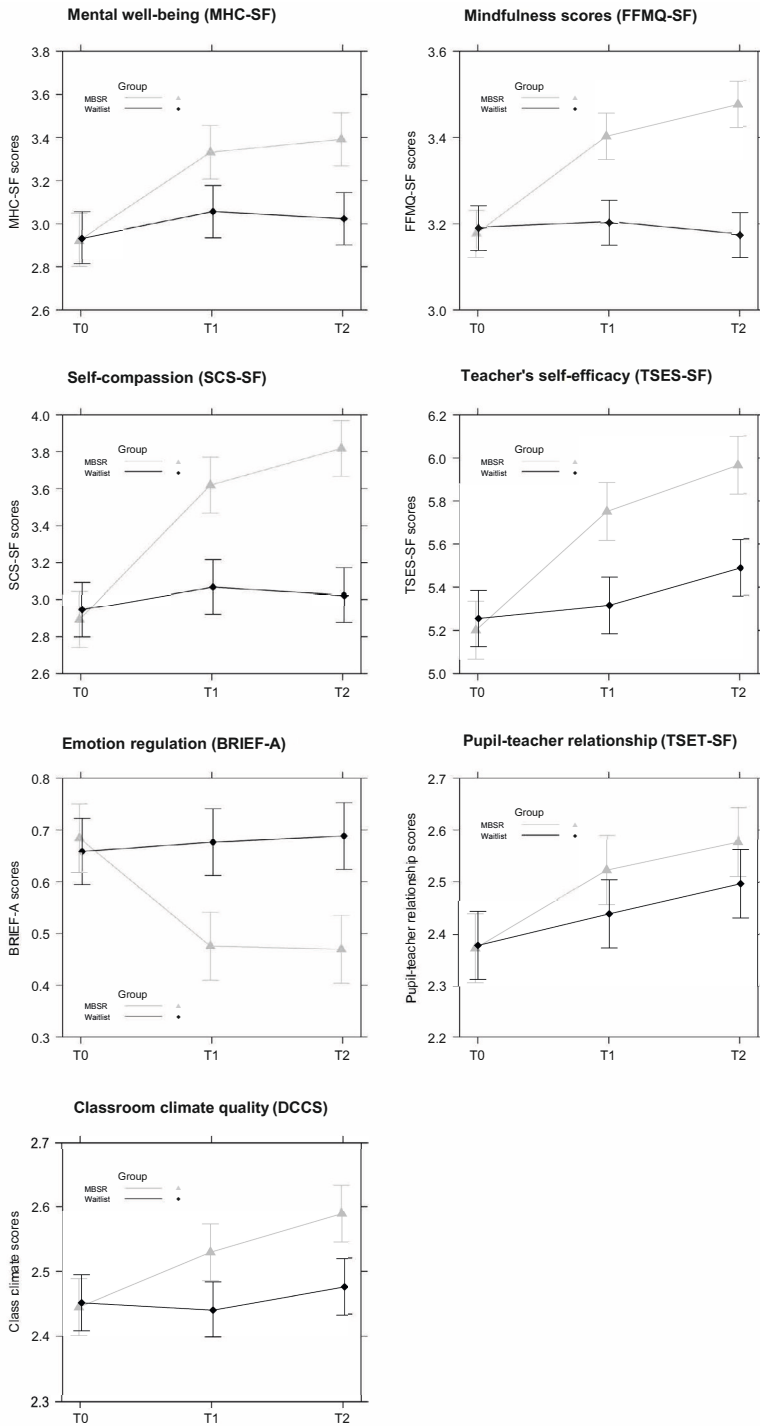 Mental well-being (MHC-SF)
MHC-SF scores
3.8
3.6
3.4
3.2
3.0
2.8
2.6
Group
MBSR
Waitlist
T0 T1 T2
Mindfulness scores (FFMQ-SF)
FFMQ-SF scores
3.6
3.4
3.2
3.0
Group
MBSR
Waitlist
T0 T1 T2
Self-compassion (SCS-SF)
SCS-SF scores
4.0
3.8
3.6
3.2
3.0
2.8
2.6
Group
MBSR
Waitlist
T0 T1 T2
Teacher's self-efficacy (TSES-SF)
TSES-SF scores
6.2
6.0
5.6
5.4
5.2
5.0
Group
MBSR
Waitlist
T0 T1 T2
Emotion regulation (BRIEF-A)
BRIEF-A scores
0.8
0.7
0.6
0.5
0.4
0.3
Group
MBSR
Waitlist
T0 T1 T2
Pupil-teacher relationship (TSET-SF)
Pupil-teacher relationship scores
2.7
2.6
2.5
2.4
2.3
2.2
Group
MBSR
Waitlist
T0 T1 T2
Classroom climate quality (DCCS)
Class climate scores
2.7
2.6
2.5
2.4
2.3
Group
MBSR
Waitlist
T0 T1 T2